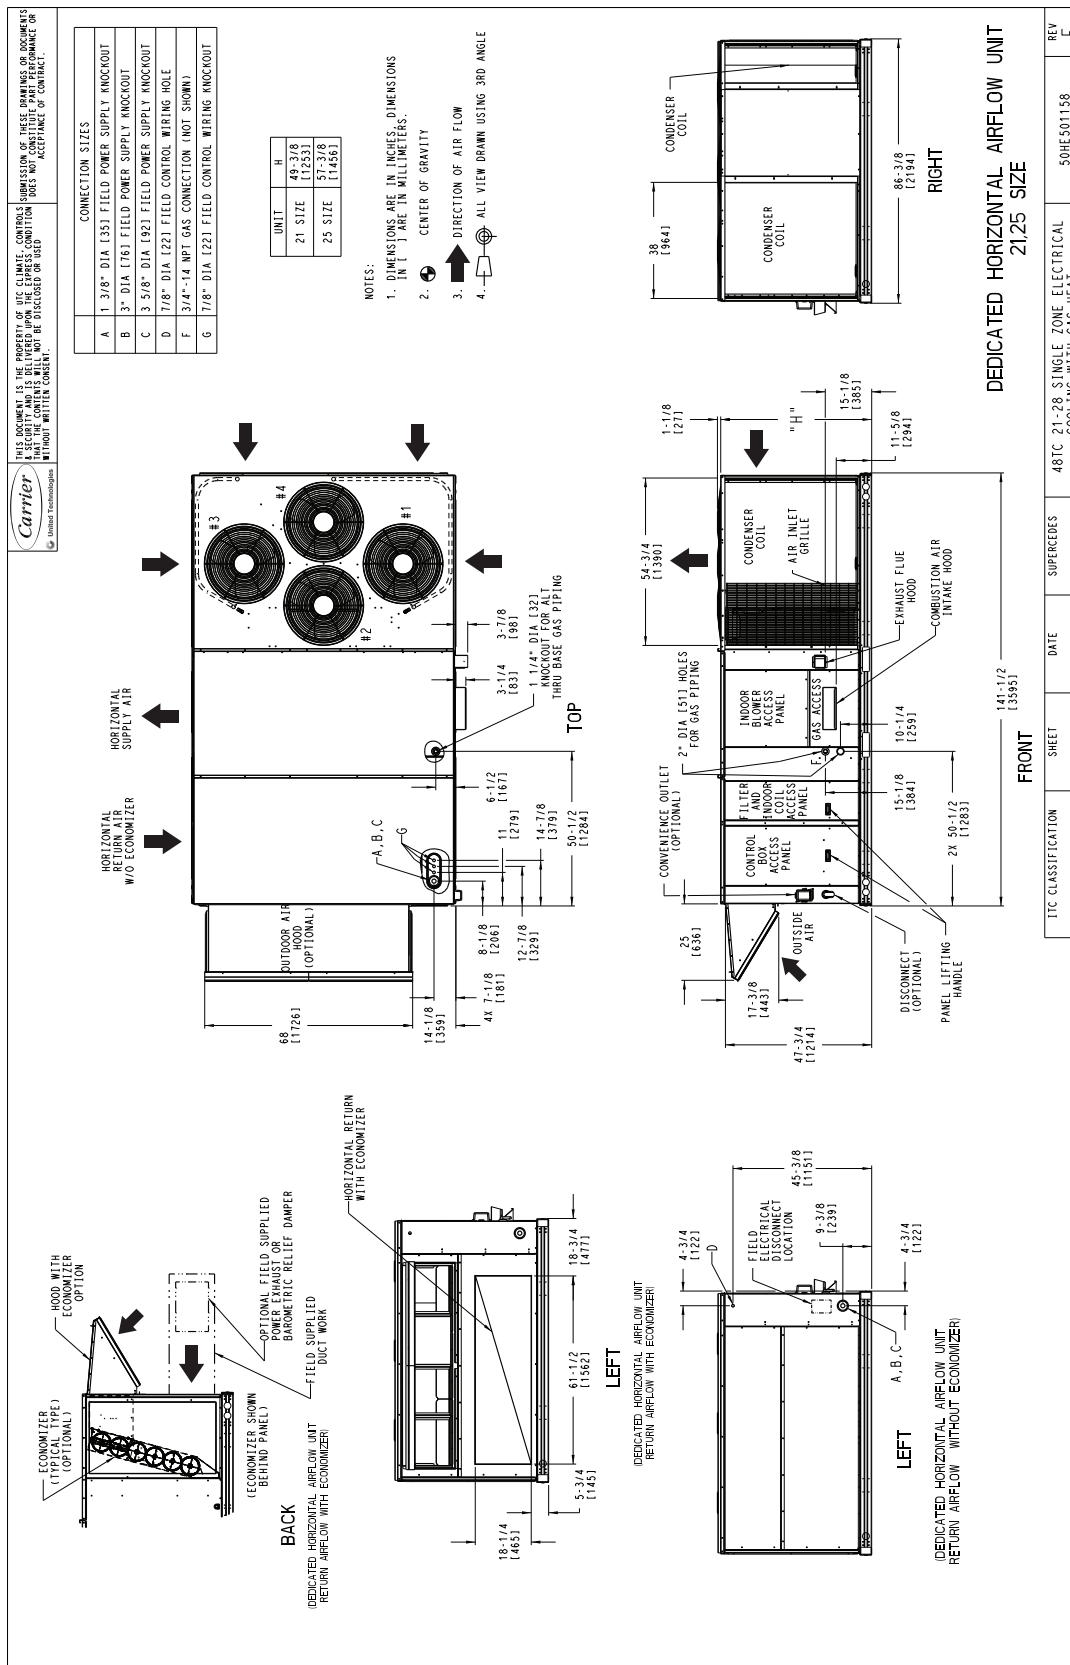 Carrier
United Technologies
THIS DOCUMENT IS THE PROPERTY OF UTC CLIMATE, CONTROLS
& SECURITY AND IS DELIVERED UPON THE EXPRESS CONDITION
THAT THE CONTENTS WILL NOT BE DISCLOSED OR USED
WITHOUT WRITTEN CONSENT.
SUBMISSION OF THESE DRAWINGS OR DOCUMENTS
DOES NOT CONSTITUTE PART PERFORMANCE OR
ACCEPTANCE OF CONTRACT.
CONNECTION SIZES
A 1 3/8" DIA [35] FIELD POWER SUPPLY KNOCKOUT
B 3" DIA [76] FIELD POWER SUPPLY KNOCKOUT
C 3 5/8" DIA [92] FIELD POWER SUPPLY KNOCKOUT
D 7/8" DIA [22] FIELD CONTROL WIRING HOLE
F 3/4"-14 NPT GAS CONNECTION (NOT SHOWN)
G 7/8" DIA [22] FIELD CONTROL WIRING KNOCKOUT
UNIT H
21 SIZE 49-3/8 [1253]
25 SIZE 57-3/8 [1456]
NOTES:
1. DIMENSIONS ARE IN INCHES, DIMENSIONS
IN [ ] ARE IN MILLIMETERS.
2. CENTER OF GRAVITY
3. DIRECTION OF AIR FLOW
4. ALL VIEW DRAWN USING 3RD ANGLE
HORIZONTAL
RETURN AIR
W/O ECONOMIZER
HORIZONTAL
SUPPLY AIR
#3
#4
#1
#2
OUTDOOR AIR
HOOD
(OPTIONAL)
A,B,C
G
68
[1726]
14-1/8
[359]
4X 7-1/8
[181]
8-1/8
[206]
12-7/8
[329]
11
[279]
14-7/8
[379]
6-1/2
[167]
50-1/2
[1284]
3-1/4
[83]
3-7/8
[98]
1 1/4" DIA [32]
KNOCKOUT FOR ALT
THRU BASE GAS PIPING
TOP
ECONOMIZER
(TYPICAL TYPE)
(OPTIONAL)
HOOD WITH
ECONOMIZER
OPTION
OPTIONAL FIELD SUPPLIED
POWER EXHAUST OR
BAROMETRIC RELIEF DAMPER
FIELD SUPPLIED
DUCT WORK
(ECONOMIZER SHOWN
BEHIND PANEL)
BACK
(DEDICATED HORIZONTAL AIRFLOW UNIT
RETURN AIRFLOW WITH ECONOMIZER)
HORIZONTAL RETURN
WITH ECONOMIZER
18-1/4
[465]
5-3/4
[145]
61-1/2
[1562]
18-3/4
[477]
LEFT
(DEDICATED HORIZONTAL AIRFLOW UNIT
RETURN AIRFLOW WITH ECONOMIZER)
4-3/4
[122]
D
FIELD
ELECTRICAL
DISCONNECT
LOCATION
45-3/8
[1151]
9-3/8
[239]
4-3/4
[122]
A,B,C
LEFT
(DEDICATED HORIZONTAL AIRFLOW UNIT
RETURN AIRFLOW WITHOUT ECONOMIZER)
CONVENIENCE OUTLET
(OPTIONAL)
2" DIA [51] HOLES
FOR GAS PIPING
25
[636]
17-3/8
[443]
47-3/4
[1214]
OUTSIDE
AIR
DISCONNECT
(OPTIONAL)
PANEL LIFTING
HANDLE
CONTROL
BOX
ACCESS
PANEL
FILTER
AND
INDOOR
COIL
ACCESS
PANEL
INDOOR
BLOWER
ACCESS
PANEL
GAS ACCESS
F
CONDENSER
COIL
AIR INLET
GRILLE
EXHAUST FLUE
HOOD
COMBUSTION AIR
INTAKE HOOD
54-3/4
[1390]
1-1/8
[27]
"H"
15-1/8
[385]
11-5/8
[294]
15-1/8
[384]
10-1/4
[259]
2X 50-1/2
[1283]
141-1/2
[3595]
FRONT
CONDENSER
COIL
CONDENSER
COIL
38
[964]
86-3/8
[2194]
RIGHT
DEDICATED HORIZONTAL AIRFLOW UNIT
21,25 SIZE
ITC CLASSIFICATION
SHEET
DATE
SUPERCEDES
48TC 21-28 SINGLE ZONE ELECTRICAL
COOLING WITH GAS HEAT
50HE501158
REV